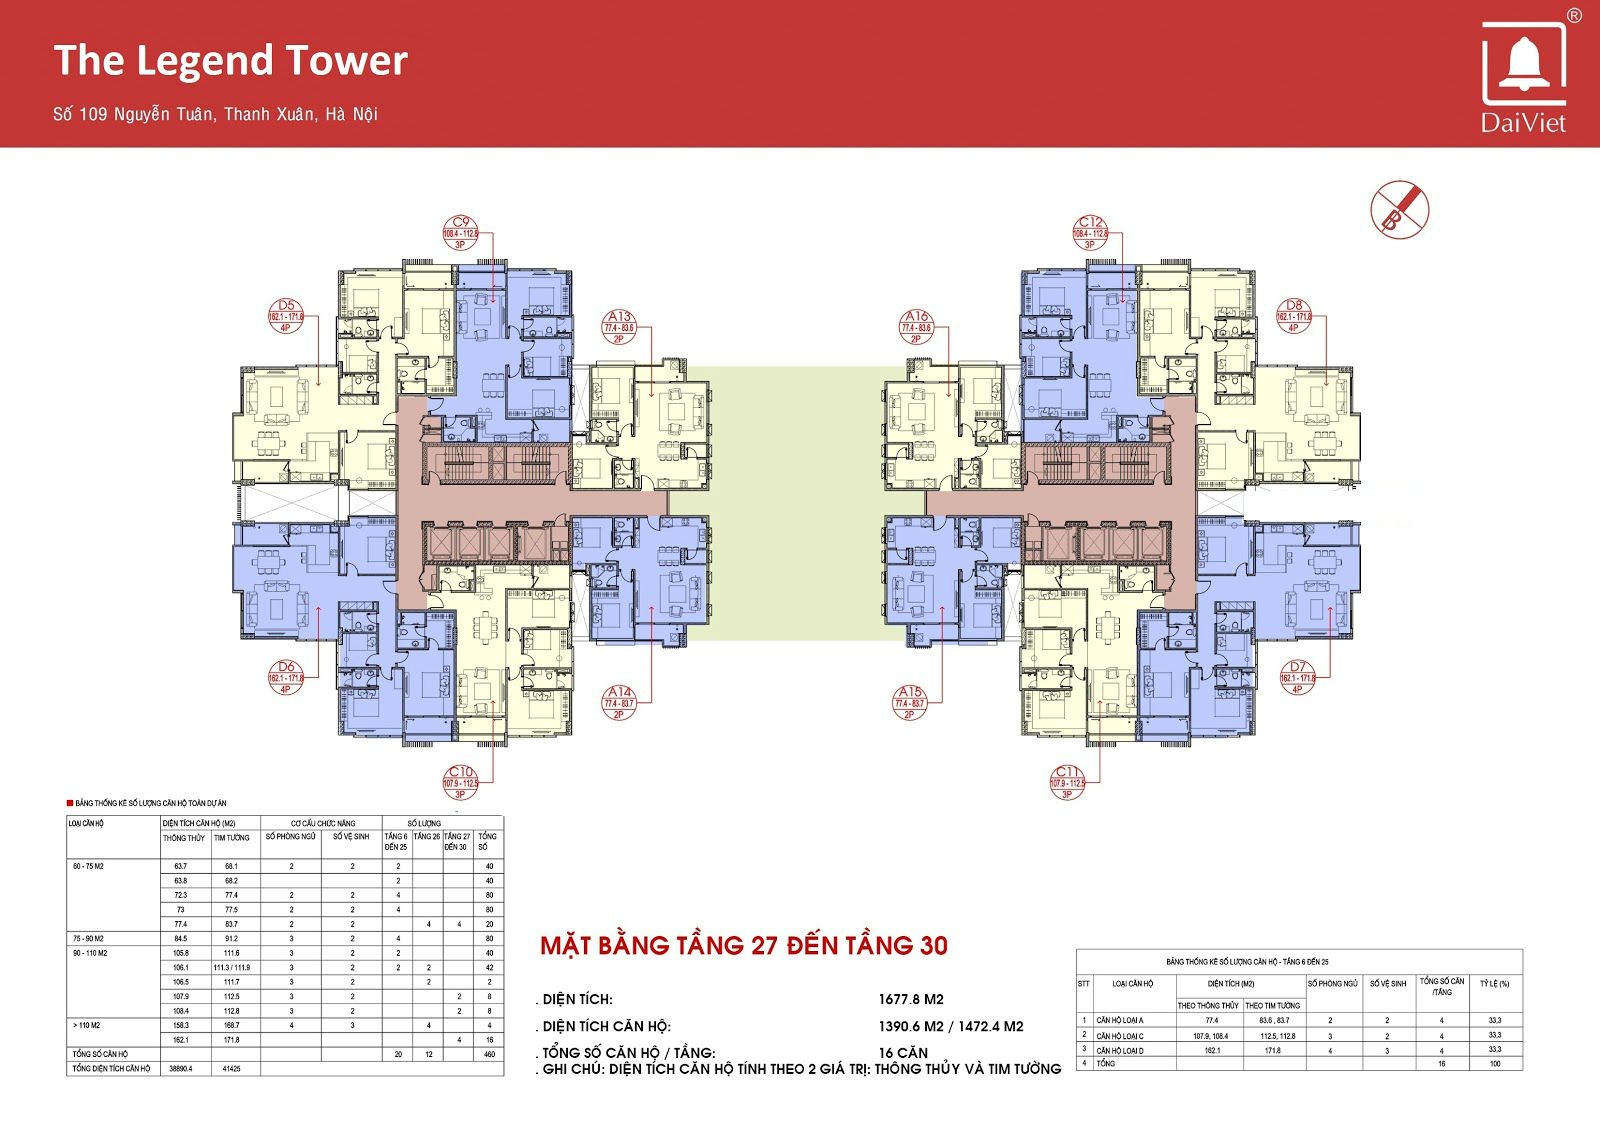 The Legend Tower
Số 109 Nguyễn Tuân, Thanh Xuân, Hà Nội
®
DaiViet
B
C9
108.4 - 112.8
3P
C12
108.4 - 112.8
3P
D5
162.1 - 171.8
4P
A13
77.4 - 83.6
2P
A16
77.4 - 83.6
2P
D8
162.1 - 171.8
4P
D6
162.1 - 171.8
4P
A14
77.4 - 83.7
2P
A15
77.4 - 83.7
2P
D7
162.1 - 171.8
4P
C10
107.9 - 112.5
3P
C11
107.9 - 112.5
3P
BẢNG THỐNG KÊ SỐ LƯỢNG CĂN HỘ TOÀN DỰ ÁN
LOẠI CĂN HỘ DIỆN TÍCH CĂN HỘ (M2) CƠ CẤU CHỨC NĂNG SỐ LƯỢNG
THÔNG THỦY TIM TƯỜNG SỐ PHÒNG NGỦ SỐ VỆ SINH TẦNG 6 TẦNG 26 TẦNG 27 TỔNG
ĐẾN 25 ĐẾN 30 SỐ
60 - 75 M2 63.7 68.1 2 2 2 40
63.8 68.2 2 40
72.3 77.4 2 2 4 80
73 77.5 2 2 4 80
77.4 83.7 2 2 4 4 20
75 - 90 M2 84.5 91.2 3 2 4 80
90 - 110 M2 105.8 111.6 3 2 2 40
106.1 111.3 / 111.9 3 2 2 2 42
106.5 111.7 3 2 2 2
107.9 112.5 3 2 2 8
108.4 112.8 3 2 2 8
> 110 M2 158.3 168.7 4 3 4 4
162.1 171.8 4 16
TỔNG SỐ CĂN HỘ 20 12 460
TỔNG DIỆN TÍCH CĂN HỘ 38890.4 41425
MẶT BẰNG TẦNG 27 ĐẾN TẦNG 30
. DIỆN TÍCH: 1677.8 M2
. DIỆN TÍCH CĂN HỘ: 1390.6 M2 / 1472.4 M2
. TỔNG SỐ CĂN HỘ / TẦNG: 16 CĂN
. GHI CHÚ: DIỆN TÍCH CĂN HỘ TÍNH THEO 2 GIÁ TRỊ: THÔNG THỦY VÀ TIM TƯỜNG
BẢNG THỐNG KÊ SỐ LƯỢNG CĂN HỘ - TẦNG 6 ĐẾN 25
STT LOẠI CĂN HỘ DIỆN TÍCH (M2) SỐ PHÒNG NGỦ SỐ VỆ SINH TỔNG SỐ CĂN TỶ LỆ (%)
/TẦNG
THEO THÔNG THỦY THEO TIM TƯỜNG
1 CĂN HỘ LOẠI A 77.4 83.6 , 83.7 2 2 4 33,3
2 CĂN HỘ LOẠI C 107.9, 108.4 112.5, 112.8 3 2 4 33,3
3 CĂN HỘ LOẠI D 162.1 171.8 4 3 4 33,3
4 TỔNG 16 100